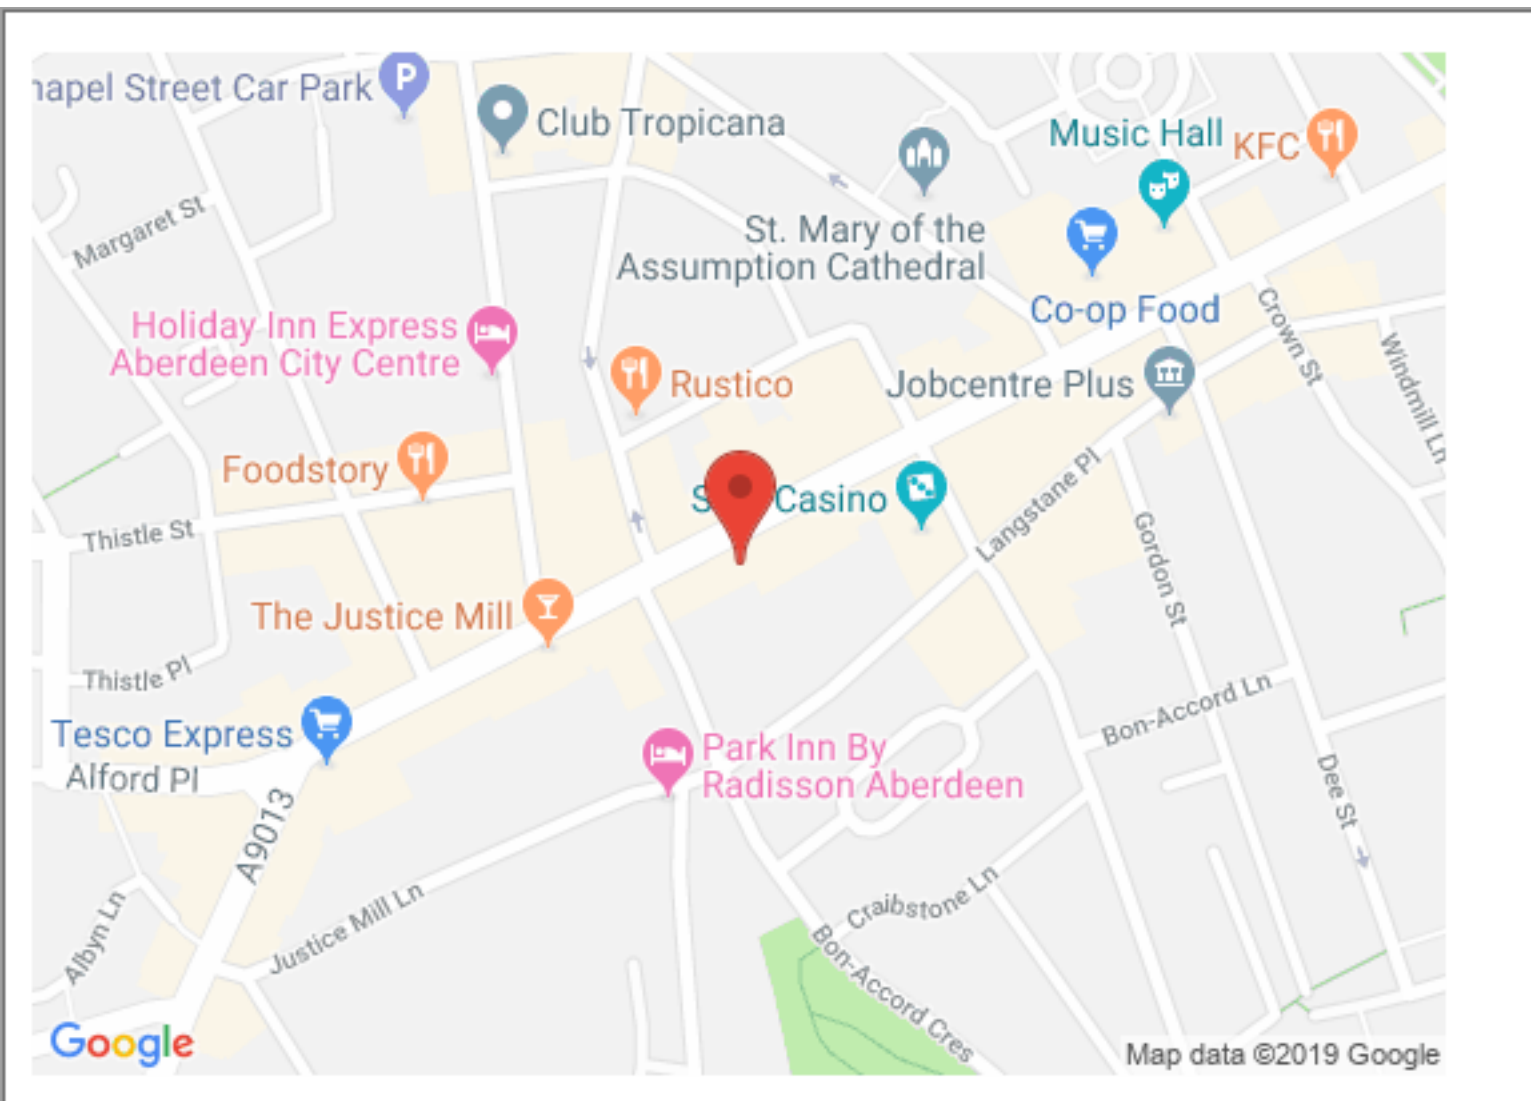 hapel Street Car Park
P
Club Tropicana
Music Hall
KFC
Margaret St
St. Mary of the
Assumption Cathedral
Co-op Food
Crown St
Windmill Ln
Holiday Inn Express
Aberdeen City Centre
Rustico
Jobcentre Plus
Foodstory
Casino
Langstane Pl
Thistle St
Gordon St
The Justice Mill
Thistle Pl
Tesco Express
Alford Pl
Park Inn By
Radisson Aberdeen
Bon-Accord Ln
Dee St
A9013
Justice Mill Ln
Albyn Ln
Craibstone Ln
Bon-Accord Cres
Google
Map data ©2019 Google